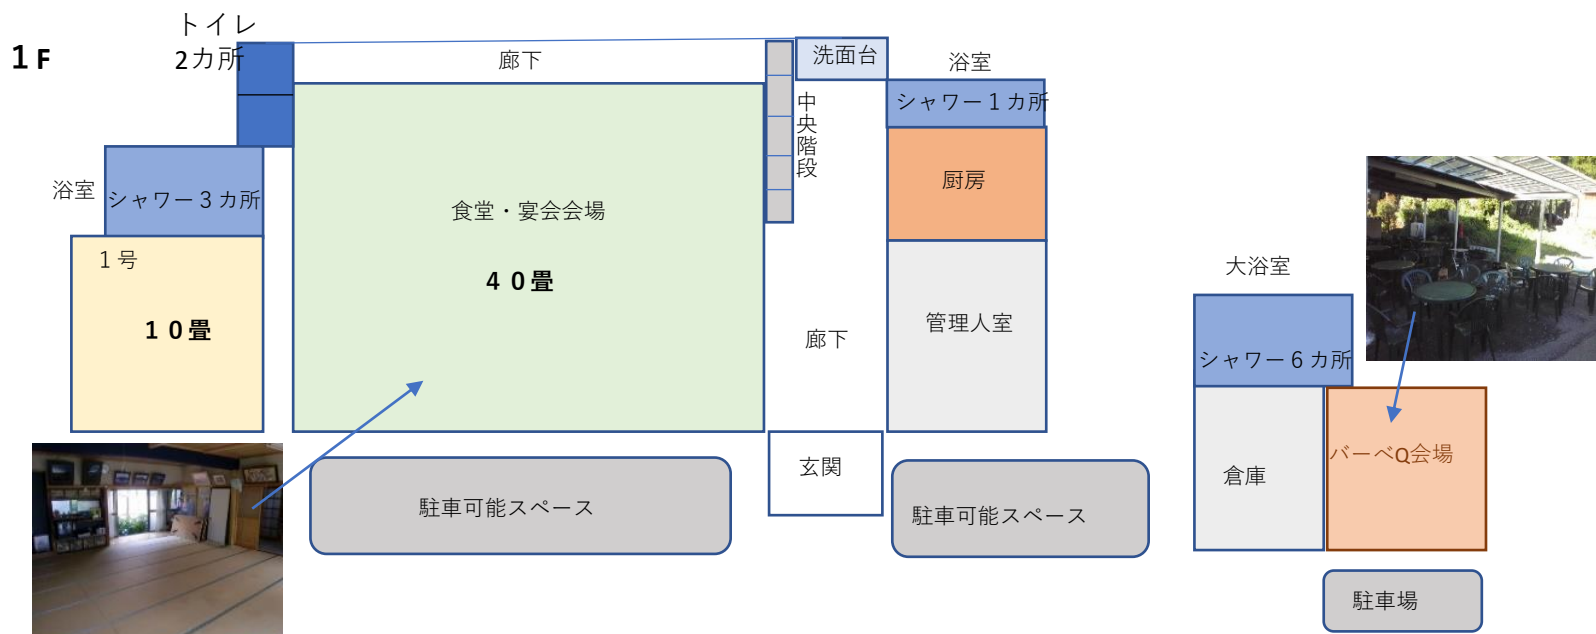 １F
トイレ
2カ所
廊下
洗面台
浴室
シャワー１カ所
中央階段
厨房
浴室
シャワー３カ所
食堂・宴会会場
４０畳
１号
１０畳
廊下
管理人室
大浴室
シャワー６カ所
玄関
駐車可能スペース
駐車可能スペース
倉庫
バーベQ会場
駐車場